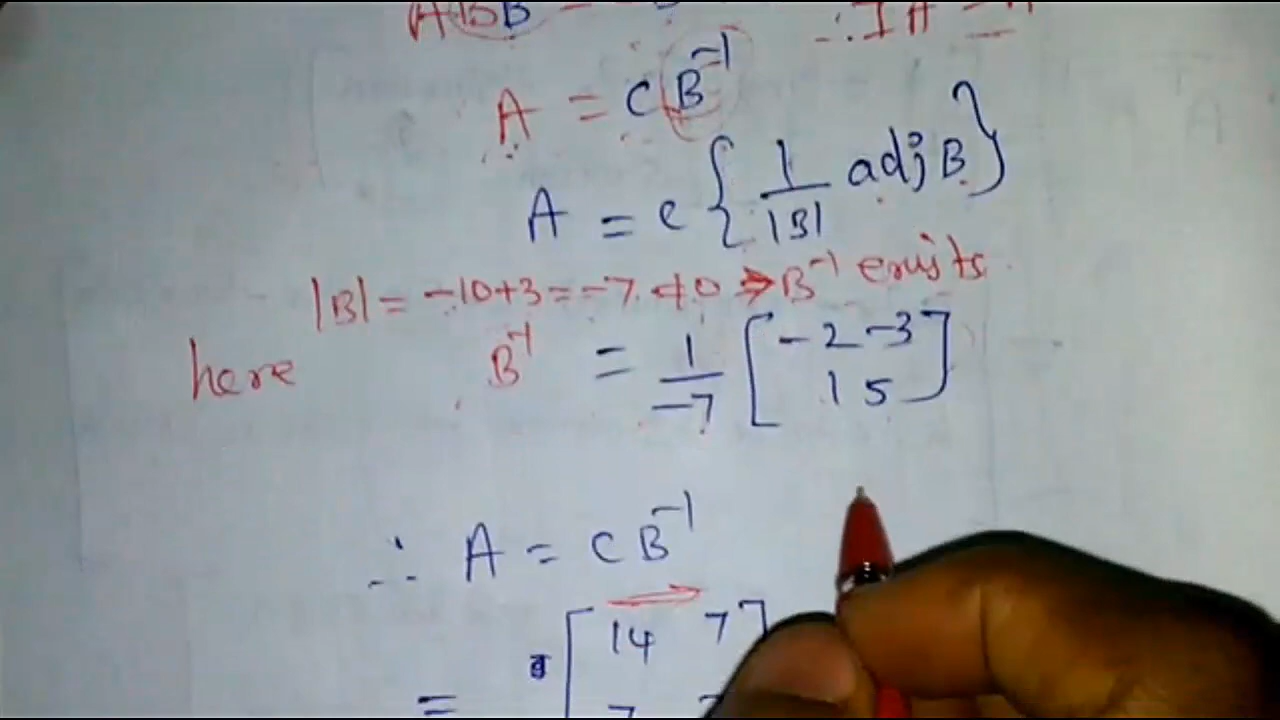 A = CB⁻¹
A = c { 1/|B| adj B }
|B| = -10+3 = -7 ≠ 0 ⇒ B⁻¹ exists
here B⁻¹ = 1/-7 [ -2 -3
1 5 ]
∴ A = CB⁻¹
= [ 14 7 ]
7